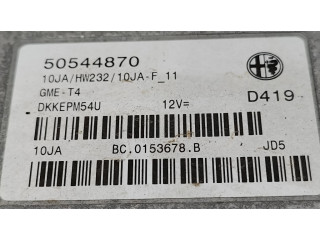 50544870
10JA/HW232/10JA-F_11
GME-T4
DKKEPM54U 12V= D419
10JA BC.0153678.B JD5